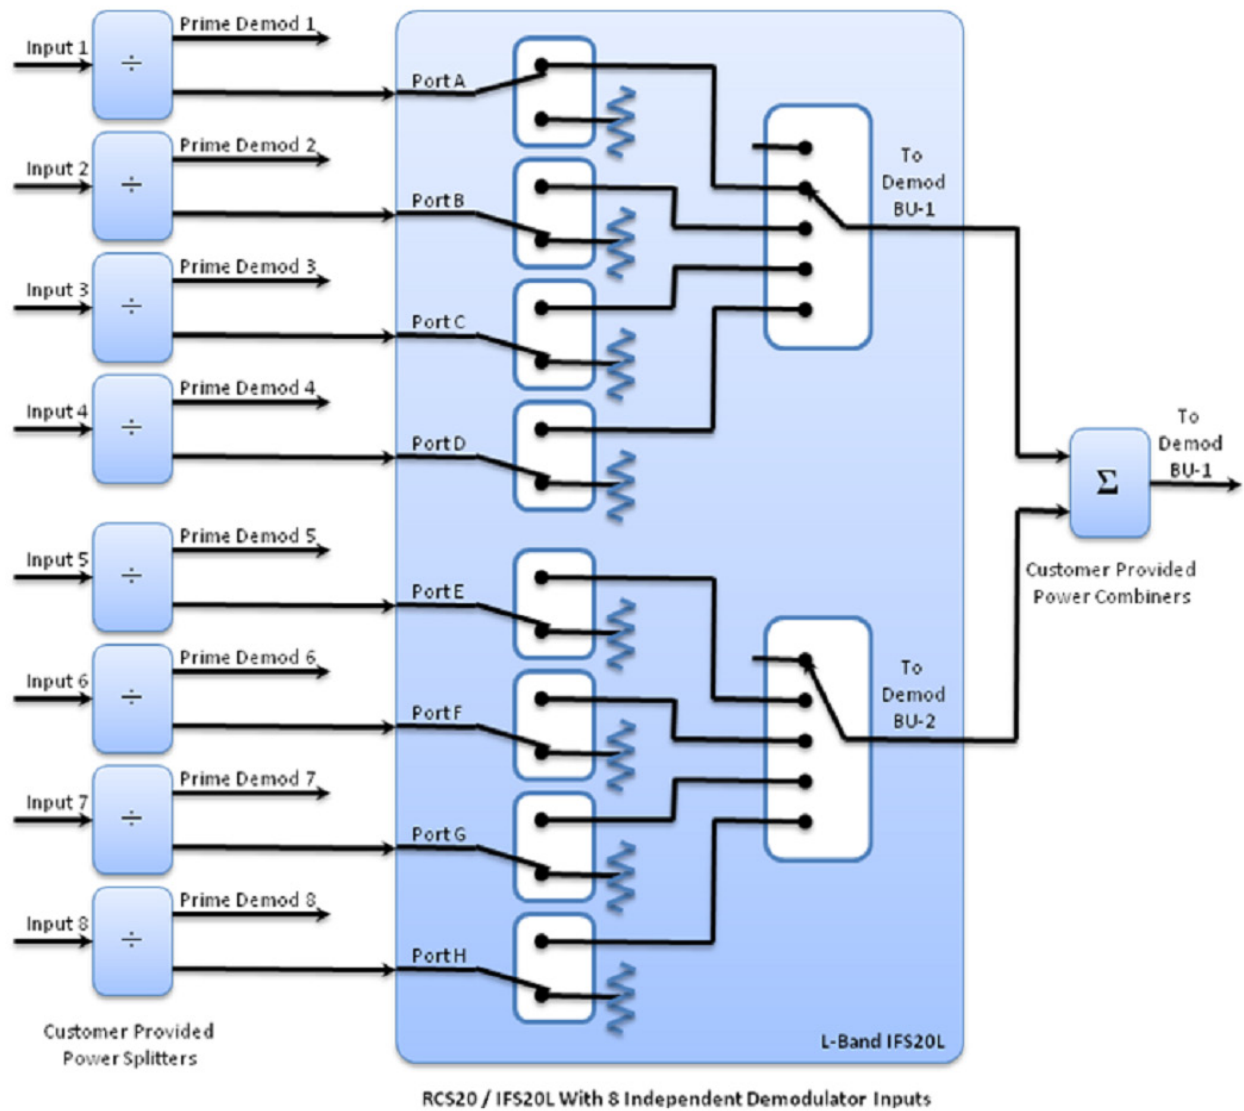 Input 1
÷
Prime Demod 1
Port A
Input 2
÷
Prime Demod 2
Port B
Input 3
÷
Prime Demod 3
Port C
Input 4
÷
Prime Demod 4
Port D
Input 5
÷
Prime Demod 5
Port E
Input 6
÷
Prime Demod 6
Port F
Input 7
÷
Prime Demod 7
Port G
Input 8
÷
Prime Demod 8
Port H
Customer Provided
Power Splitters
To
Demod
BU-1
To
Demod
BU-2
Σ
To
Demod
BU-1
Customer Provided
Power Combiners
L-Band IFS20L
RCS20 / IFS20L With 8 Independent Demodulator Inputs